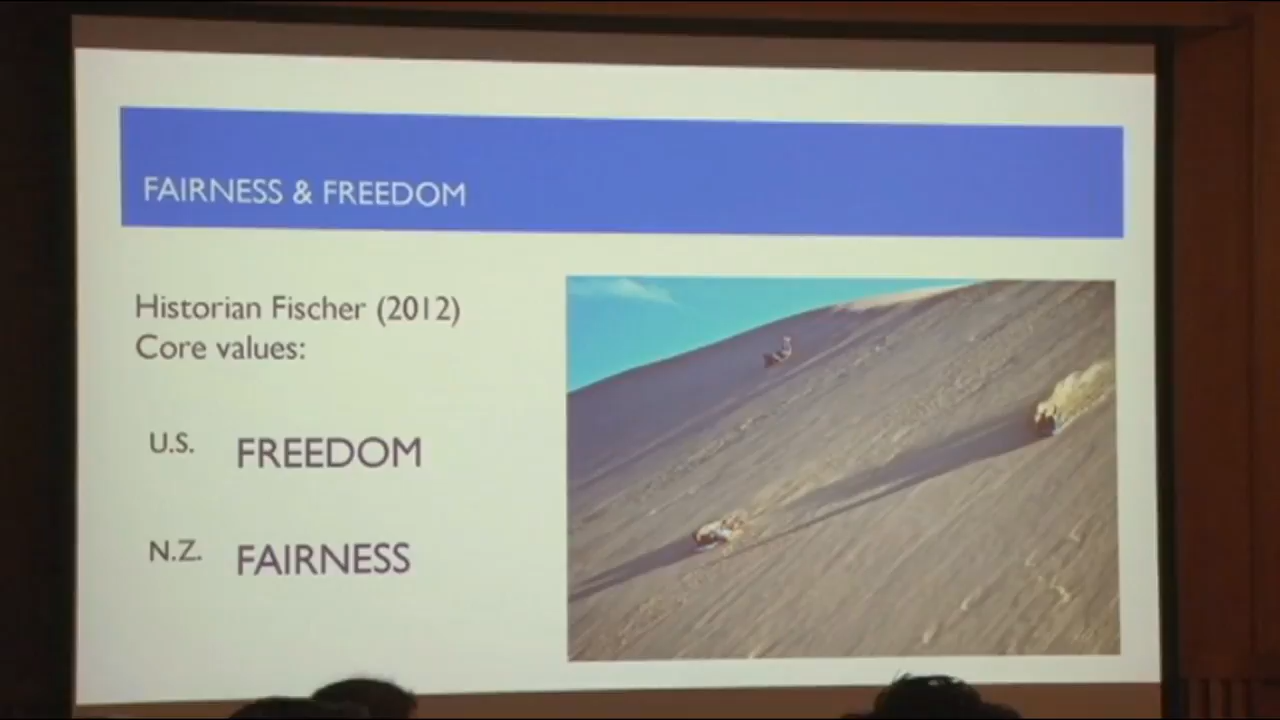 FAIRNESS & FREEDOM
Historian Fischer (2012)
Core values:
U.S. FREEDOM
N.Z. FAIRNESS